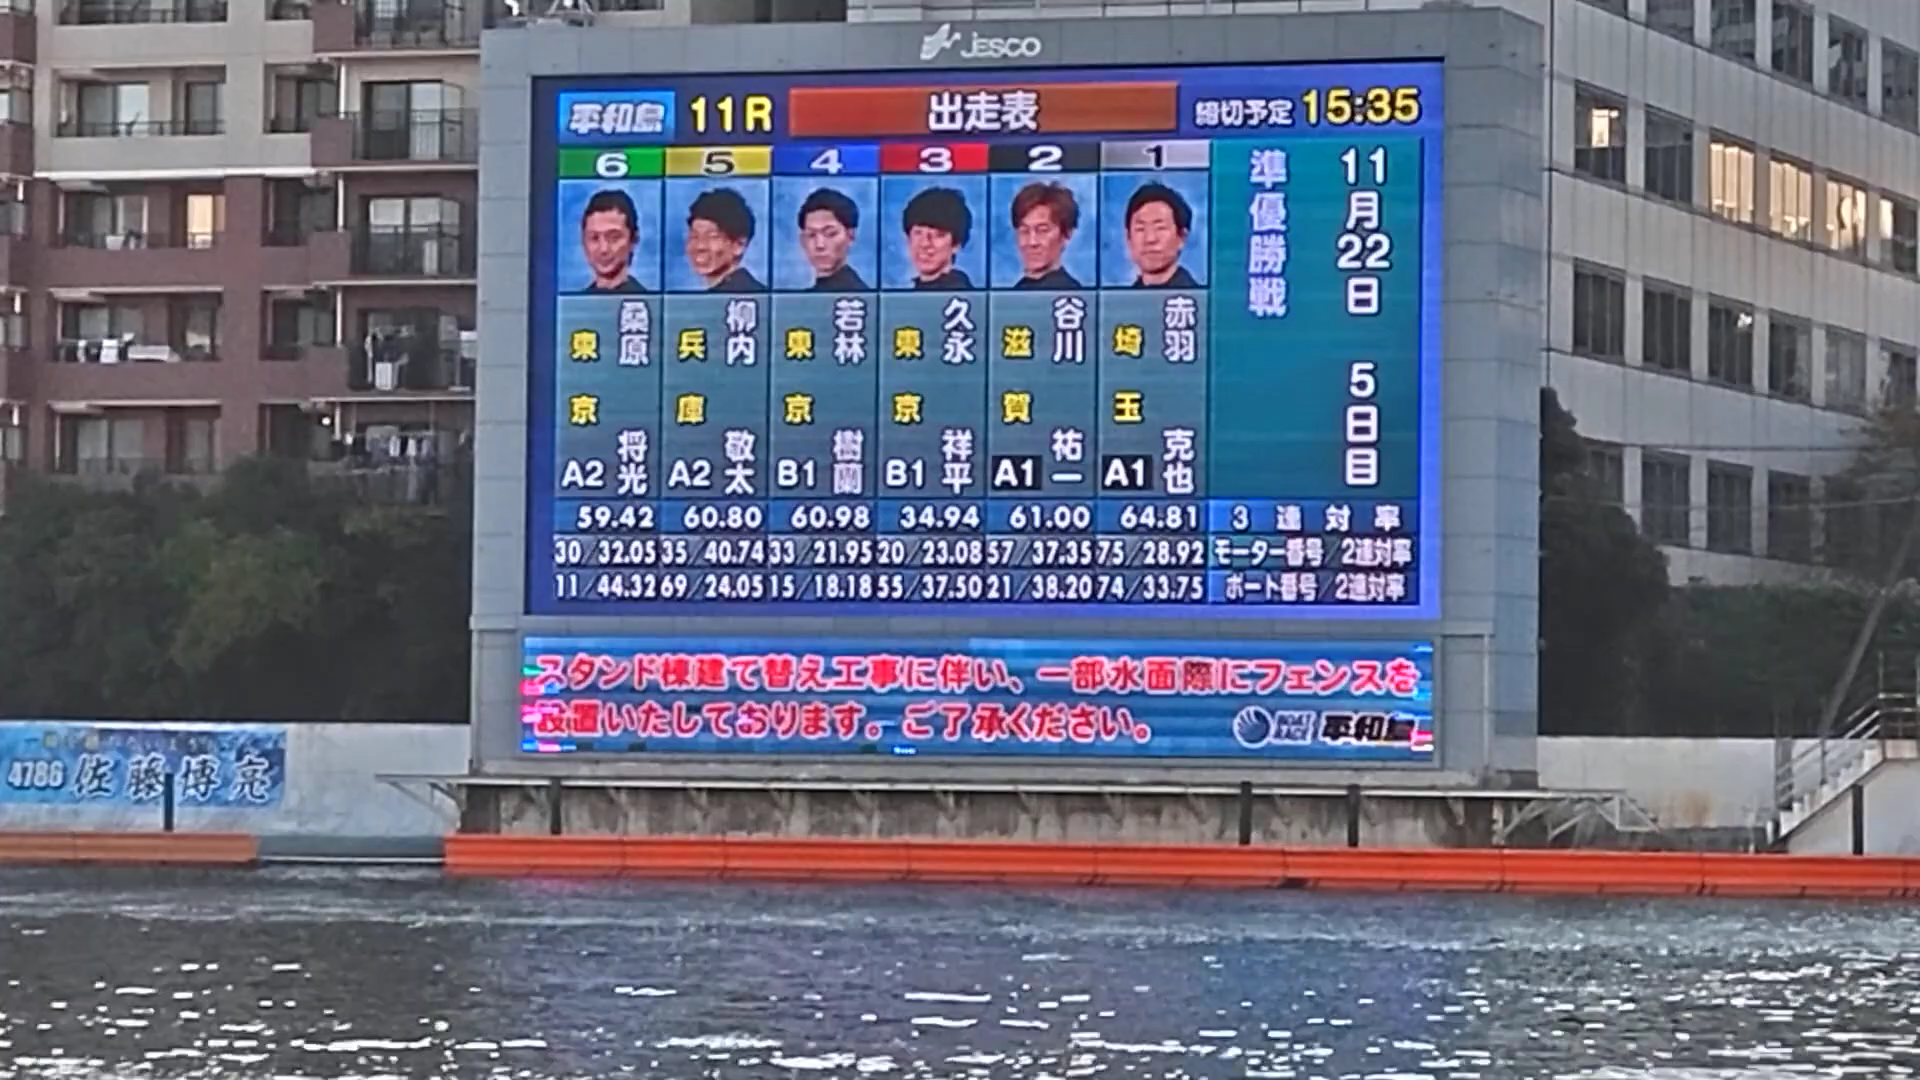 JESCO
平和島 11R 出走表 締切予定 15:35
6 5 4 3 2 1
準優勝戦
11月22日 5日目
赤羽克也 埼玉 A1
谷川祐一 滋賀 A1
久永祥平 東京 B1
若林樹蘭 東京 B1
柳内敬太 兵庫 A2
桑原将光 東京 A2
59.42 60.80 60.98 34.94 61.00 64.81 3連対率
30/32.05 35/40.74 33/21.95 20/23.08 57/37.35 75/28.92 モーター番号/2連対率
11/44.32 69/24.05 15/18.18 55/37.50 21/38.20 74/33.75 ボート番号/2連対率
スタンド棟建て替え工事に伴い、一部水面際にフェンスを
設置いたしております。ご了承ください。
BOAT RACE 平和島
4786 佐藤博亮